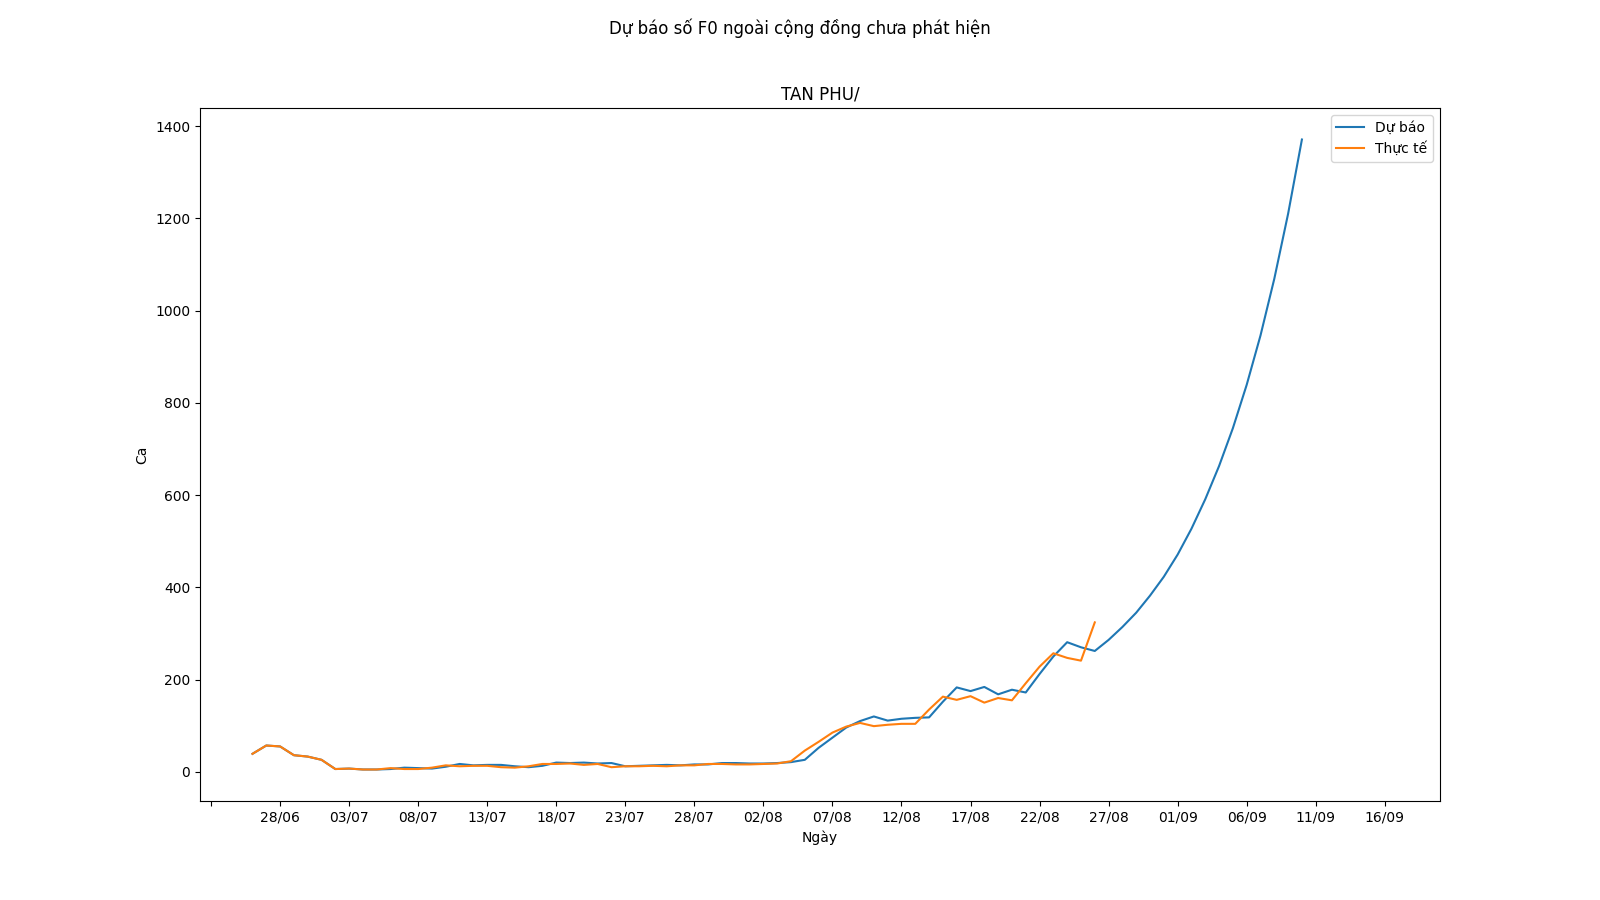 Dự báo số F0 ngoài cộng đồng chưa phát hiện
TAN PHU/
Dự báo
Thực tế
1400
1200
1000
800
600
400
200
0
Ca
28/06 03/07 08/07 13/07 18/07 23/07 28/07 02/08 07/08 12/08 17/08 22/08 27/08 01/09 06/09 11/09 16/09
Ngày